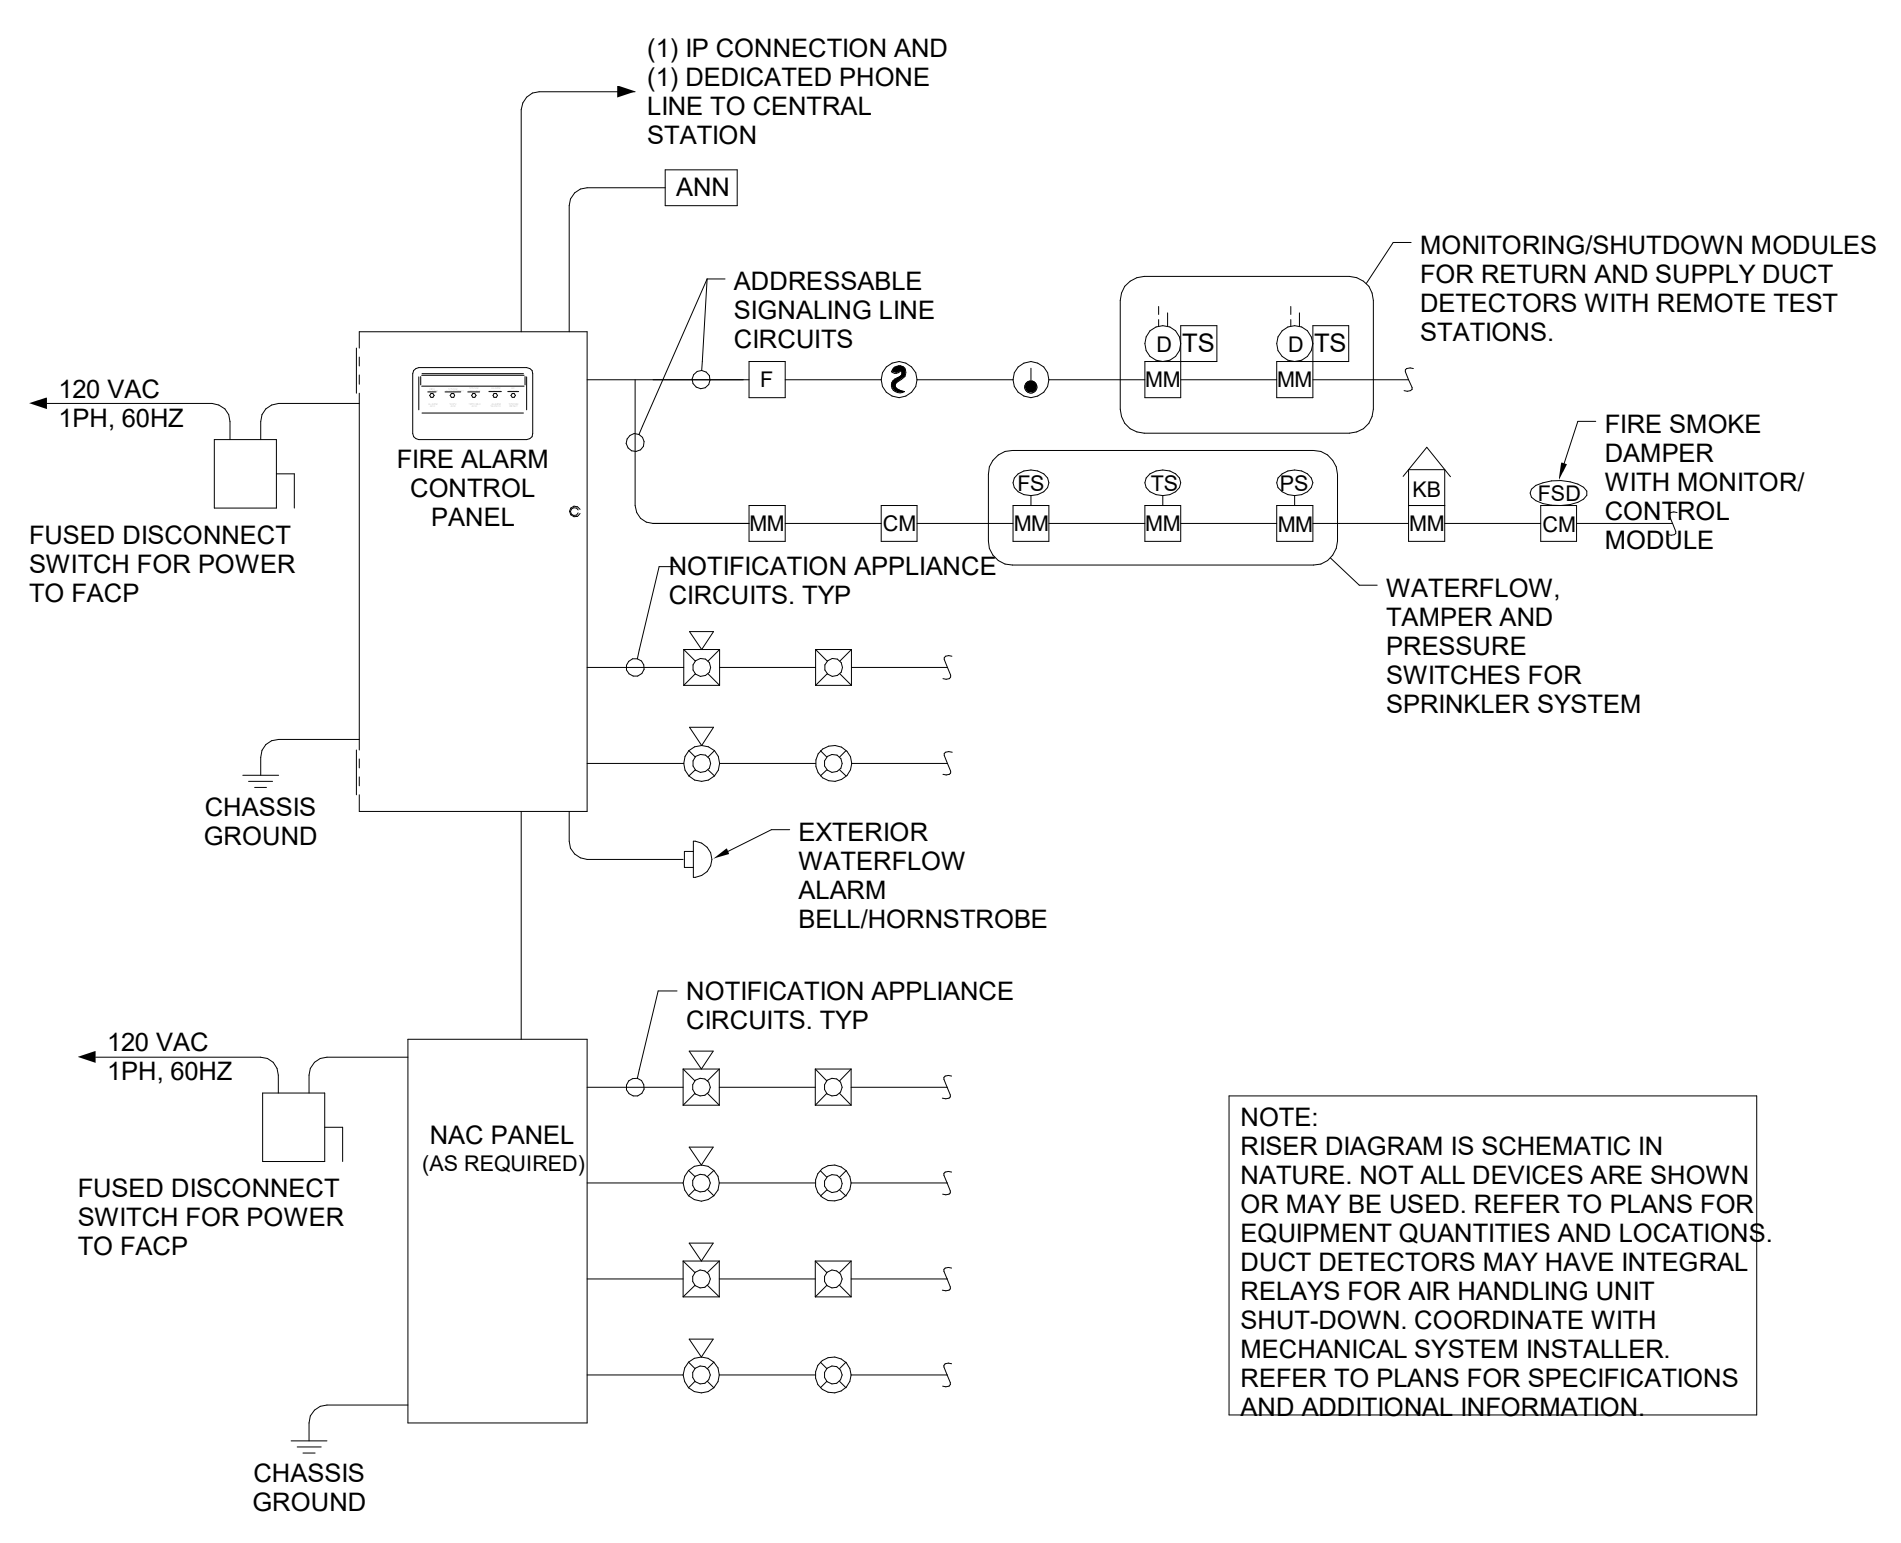 (1) IP CONNECTION AND
(1) DEDICATED PHONE
LINE TO CENTRAL
STATION
ANN
MONITORING/SHUTDOWN MODULES
FOR RETURN AND SUPPLY DUCT
DETECTORS WITH REMOTE TEST
STATIONS.
ADDRESSABLE
SIGNALING LINE
CIRCUITS
D TS D TS
F MM MM
120 VAC
1PH, 60HZ
FUSED DISCONNECT
SWITCH FOR POWER
TO FACP
FIRE ALARM
CONTROL
PANEL
FIRE SMOKE
DAMPER
WITH MONITOR/
CONTROL
MODULE
FS TS PS KB FSD
MM CM MM MM MM MM CM
NOTIFICATION APPLIANCE
CIRCUITS. TYP
WATERFLOW,
TAMPER AND
PRESSURE
SWITCHES FOR
SPRINKLER SYSTEM
CHASSIS
GROUND
EXTERIOR
WATERFLOW
ALARM
BELL/HORNSTROBE
NOTIFICATION APPLIANCE
CIRCUITS. TYP
120 VAC
1PH, 60HZ
FUSED DISCONNECT
SWITCH FOR POWER
TO FACP
NAC PANEL
(AS REQUIRED)
CHASSIS
GROUND
NOTE:
RISER DIAGRAM IS SCHEMATIC IN
NATURE. NOT ALL DEVICES ARE SHOWN
OR MAY BE USED. REFER TO PLANS FOR
EQUIPMENT QUANTITIES AND LOCATIONS.
DUCT DETECTORS MAY HAVE INTEGRAL
RELAYS FOR AIR HANDLING UNIT
SHUT-DOWN. COORDINATE WITH
MECHANICAL SYSTEM INSTALLER.
REFER TO PLANS FOR SPECIFICATIONS
AND ADDITIONAL INFORMATION.